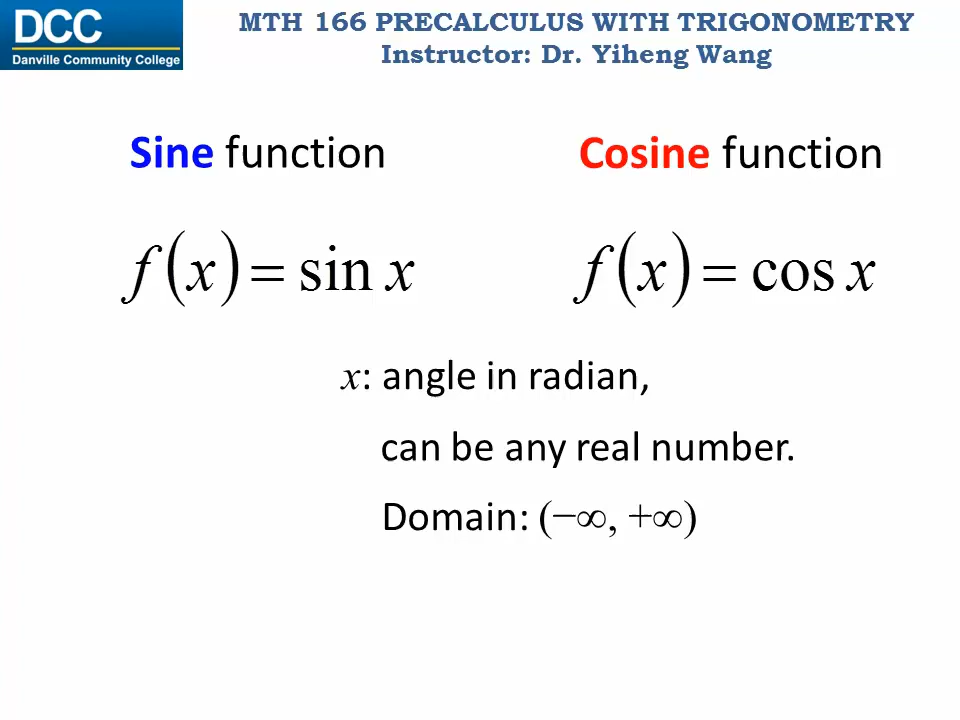 DCC
Danville Community College
MTH 166 PRECALCULUS WITH TRIGONOMETRY
Instructor: Dr. Yiheng Wang
Sine function
Cosine function
f(x) = sin x
f(x) = cos x
x: angle in radian,
can be any real number.
Domain: (−∞, +∞)